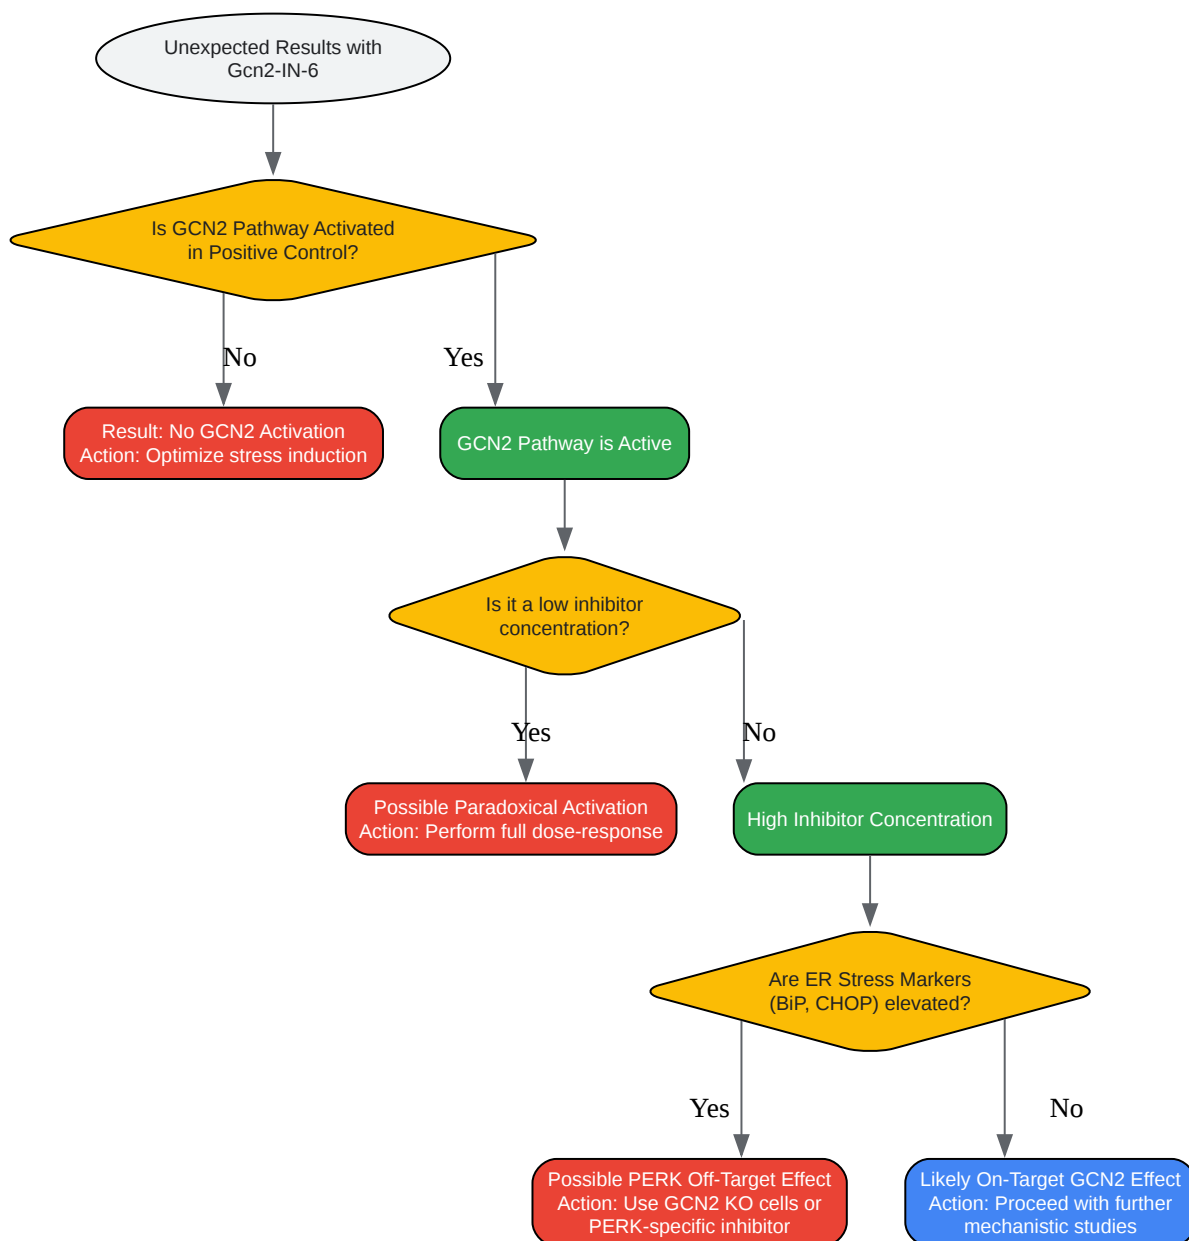 Unexpected Results with
Gcn2-IN-6
Is GCN2 Pathway Activated
in Positive Control?
No
Yes
Result: No GCN2 Activation
Action: Optimize stress induction
GCN2 Pathway is Active
Is it a low inhibitor
concentration?
Yes
No
Possible Paradoxical Activation
Action: Perform full dose-response
High Inhibitor Concentration
Are ER Stress Markers
(BiP, CHOP) elevated?
Yes
No
Possible PERK Off-Target Effect
Action: Use GCN2 KO cells or
PERK-specific inhibitor
Likely On-Target GCN2 Effect
Action: Proceed with further
mechanistic studies